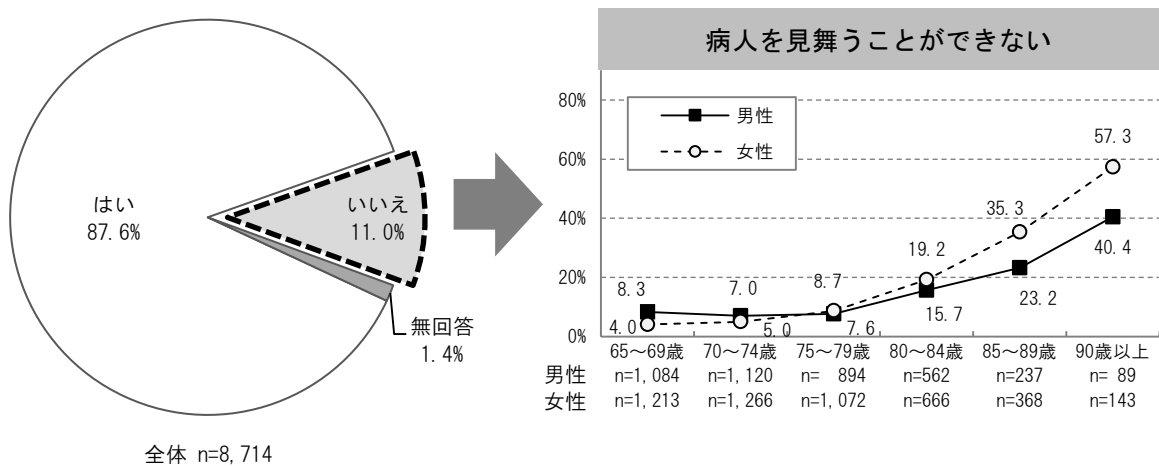 はい
87.6%
いいえ
11.0%
無回答
1.4%
全体 n=8,714
病人を見舞うことができない
80%
60%
40%
20%
0%
男性
女性
8.3
7.0
8.7
19.2
35.3
57.3
4.0
5.0
7.6
15.7
23.2
40.4
65～69歳 70～74歳 75～79歳 80～84歳 85～89歳 90歳以上
男性 n=1,084 n=1,120 n= 894 n=562 n=237 n= 89
女性 n=1,213 n=1,266 n=1,072 n=666 n=368 n=143